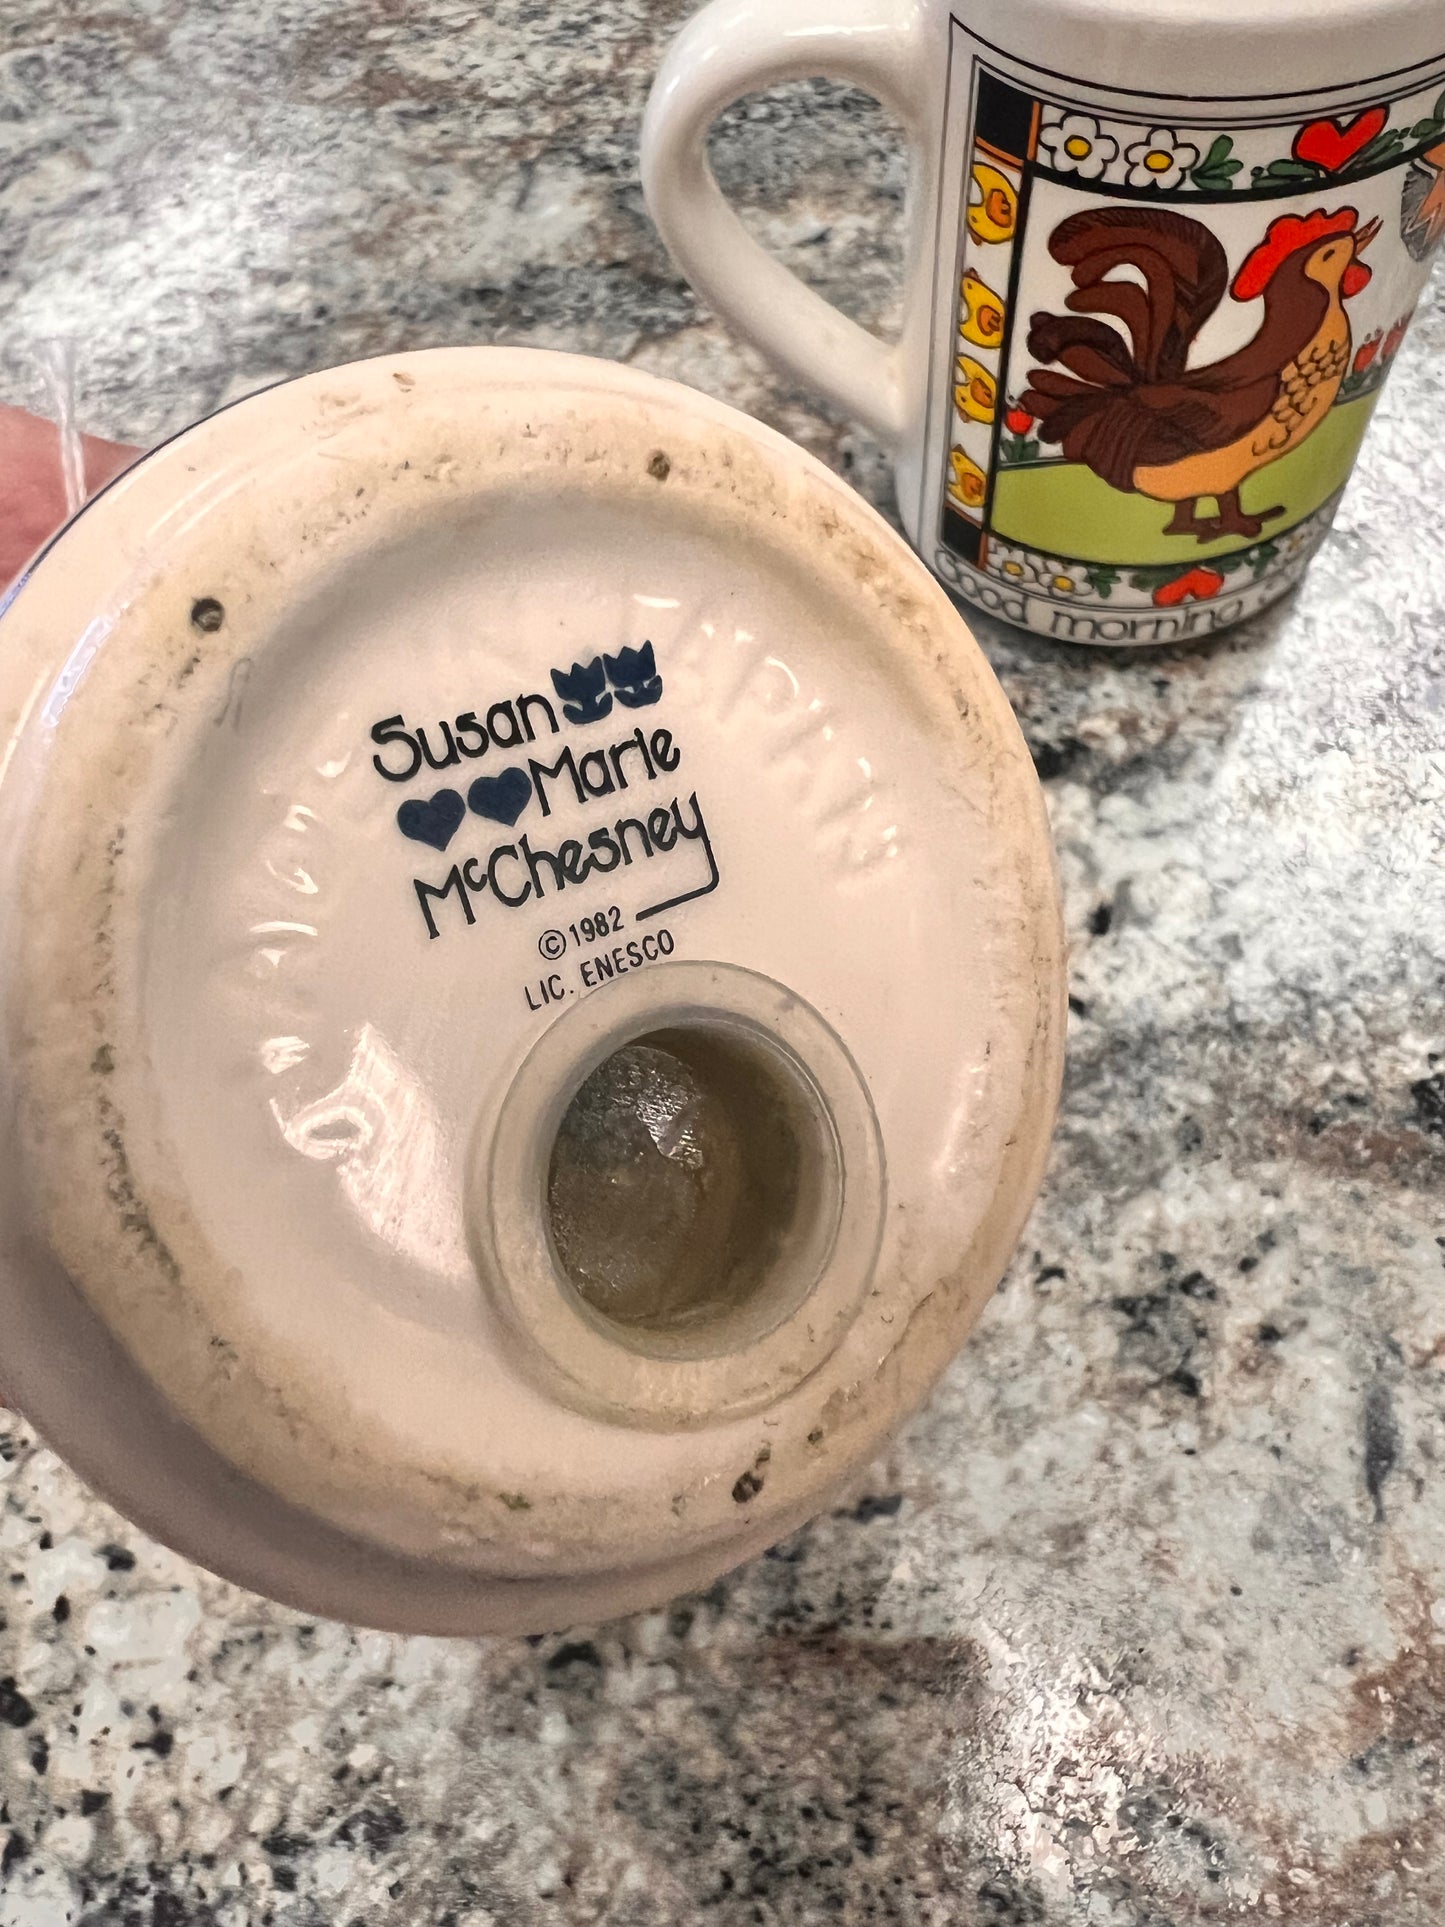 good morning
Susan
Marie
McChesney
© 1982
LIC. ENESCO